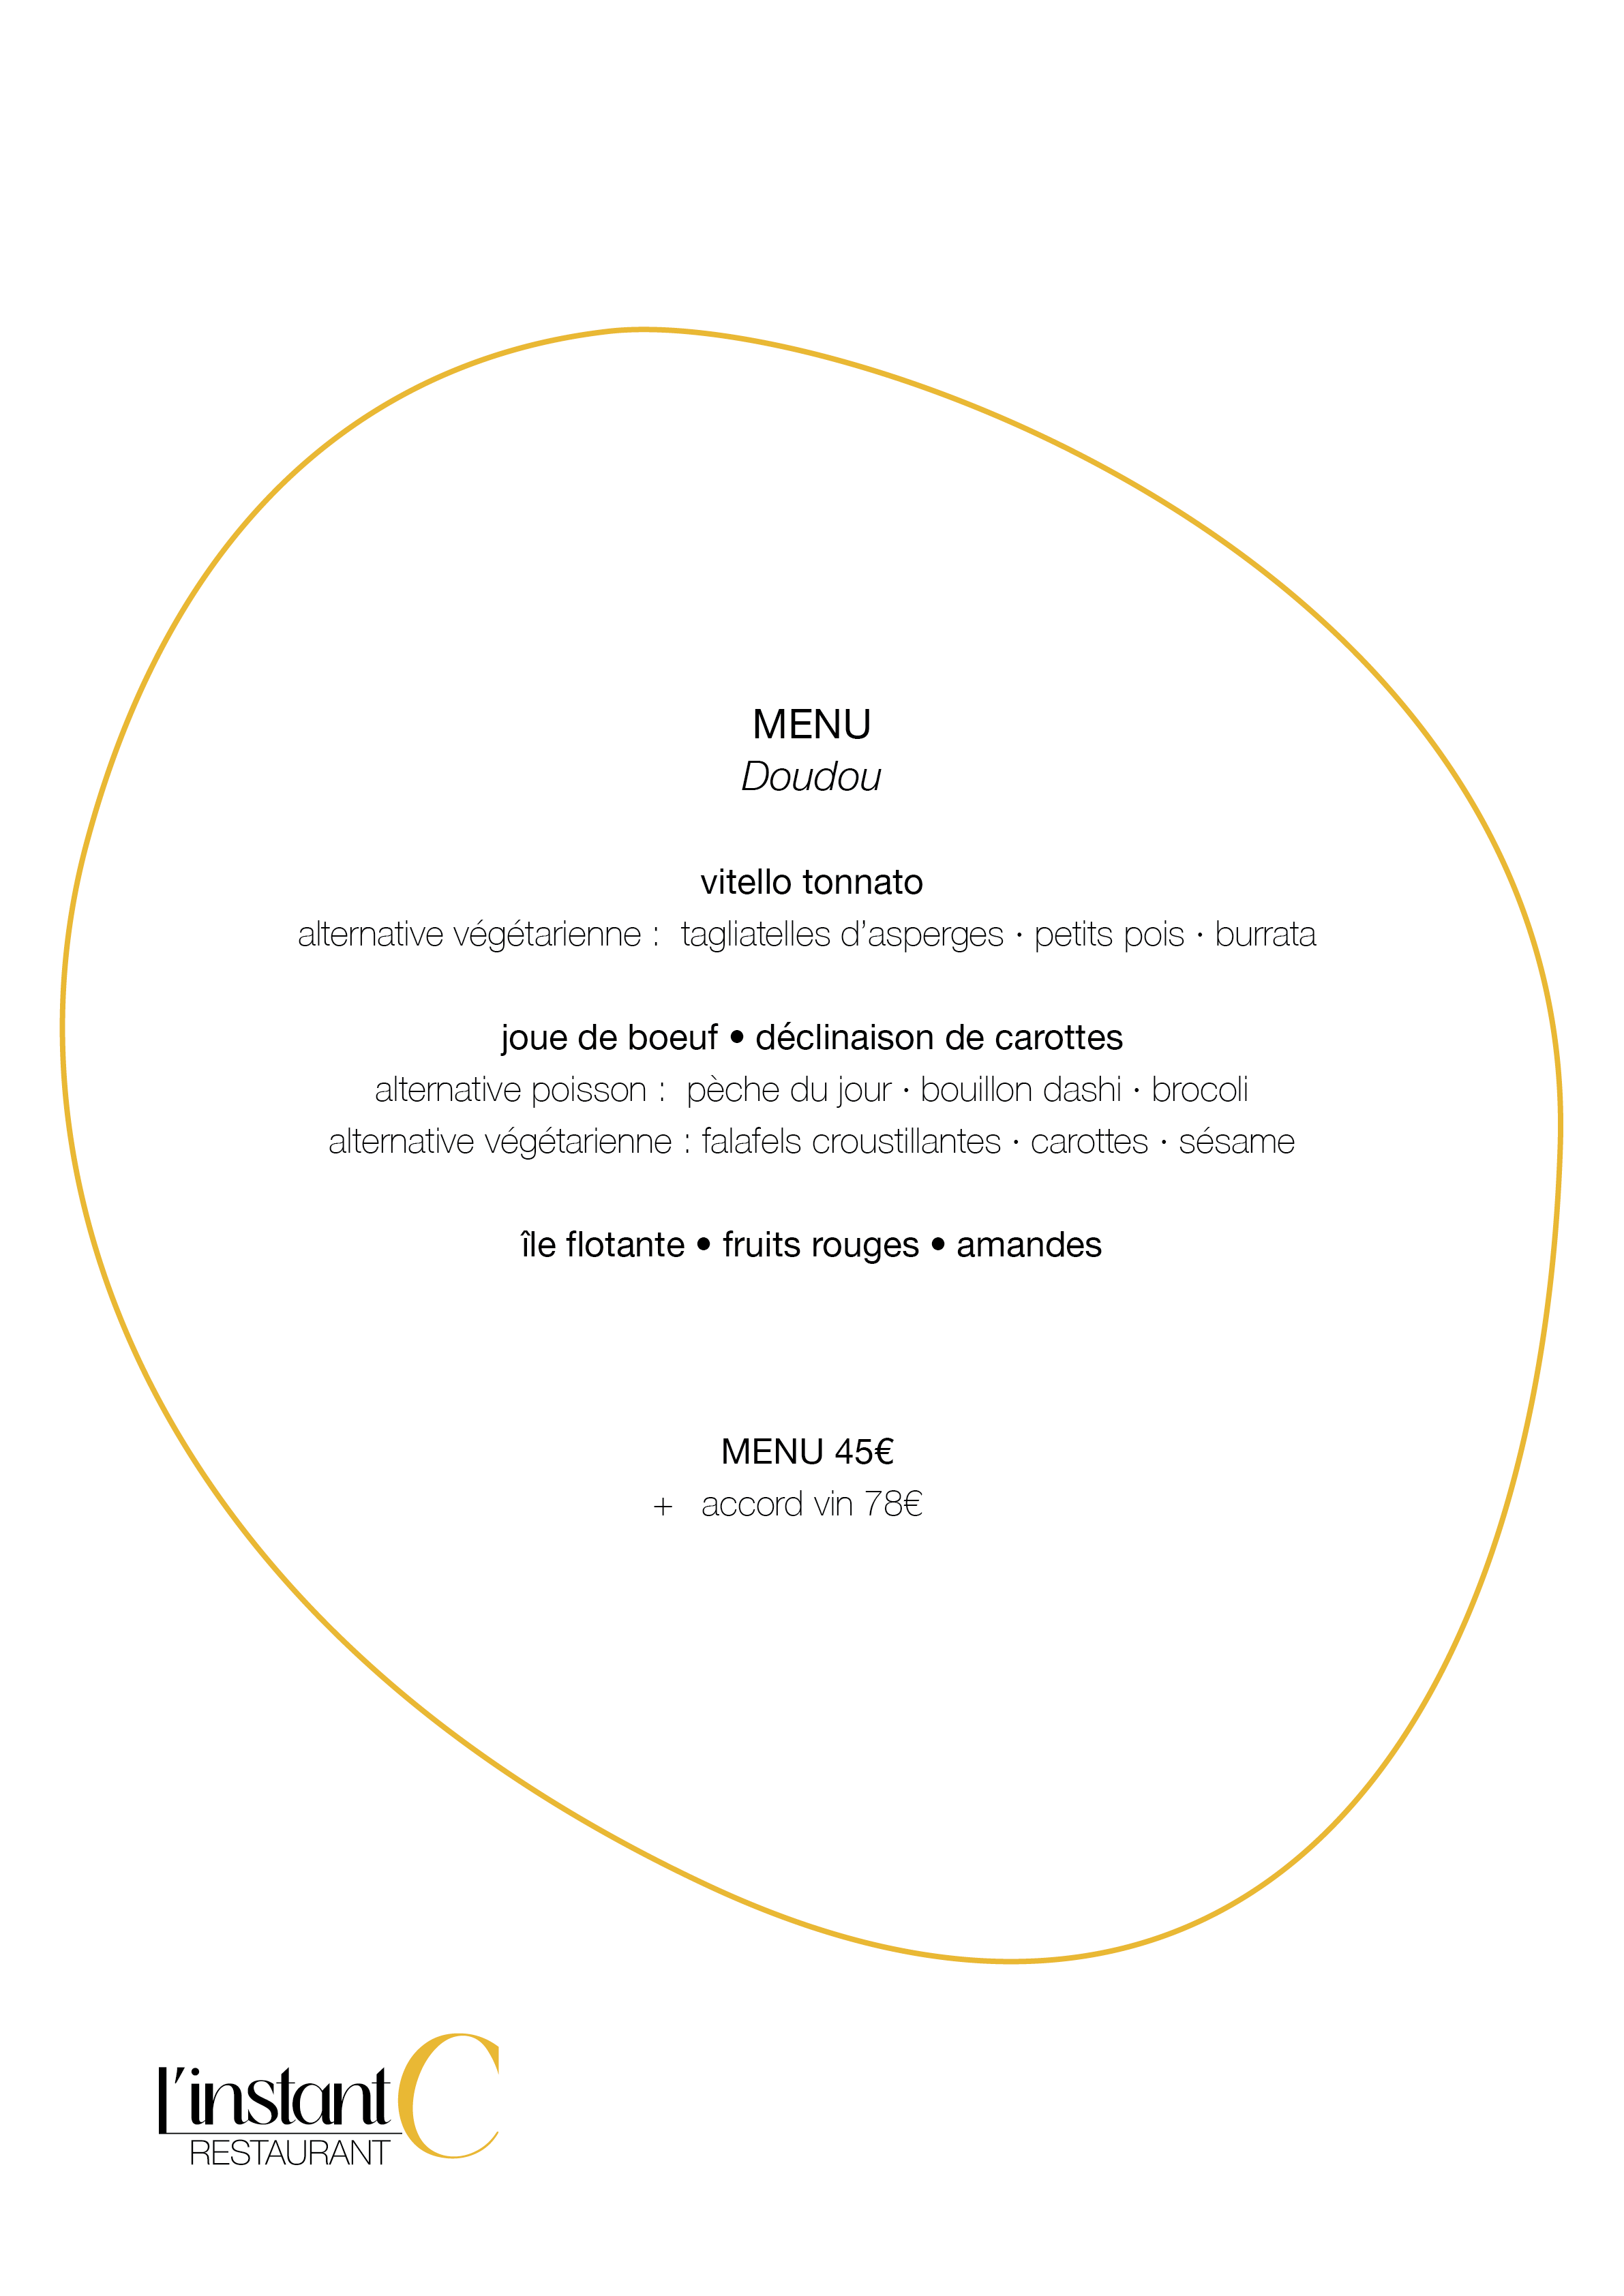 MENU
Doudou
vitello tonnato
alternative végétarienne :  tagliatelles d’asperges · petits pois · burrata
joue de boeuf • déclinaison de carottes
alternative poisson :  pèche du jour · bouillon dashi · brocoli
alternative végétarienne : falafels croustillantes · carottes · sésame
île flotante • fruits rouges • amandes
MENU 45€
+   accord vin 78€
l'instant C
RESTAURANT